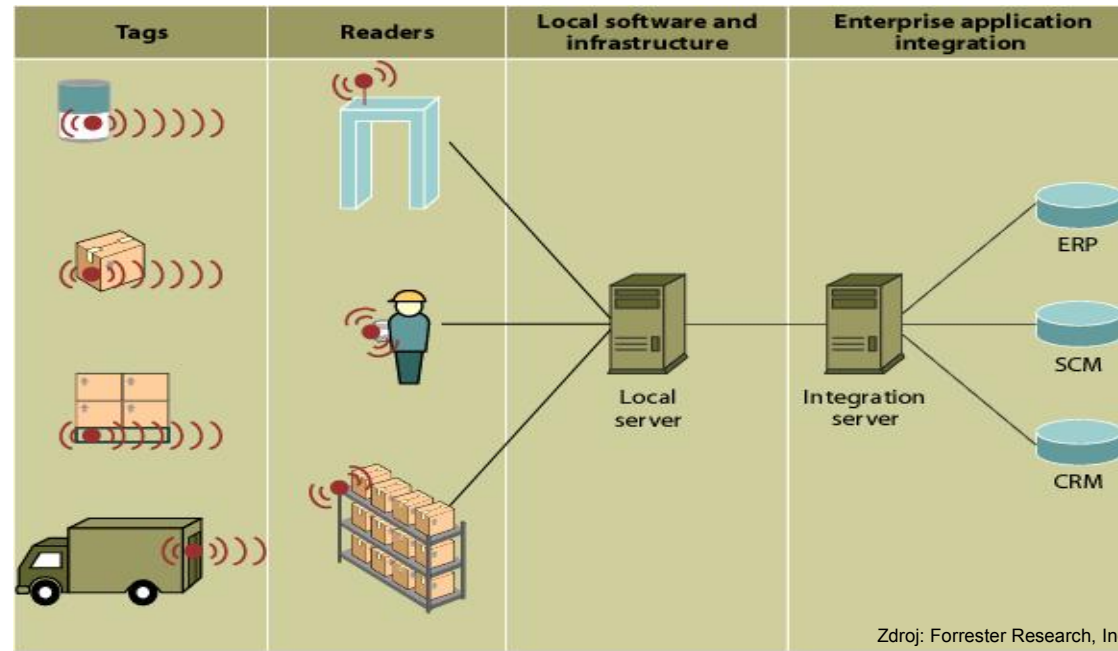 Tags
Readers
Local software and
infrastructure
Enterprise application
integration
ERP
SCM
CRM
Local
server
Integration
server
Zdroj: Forrester Research, In